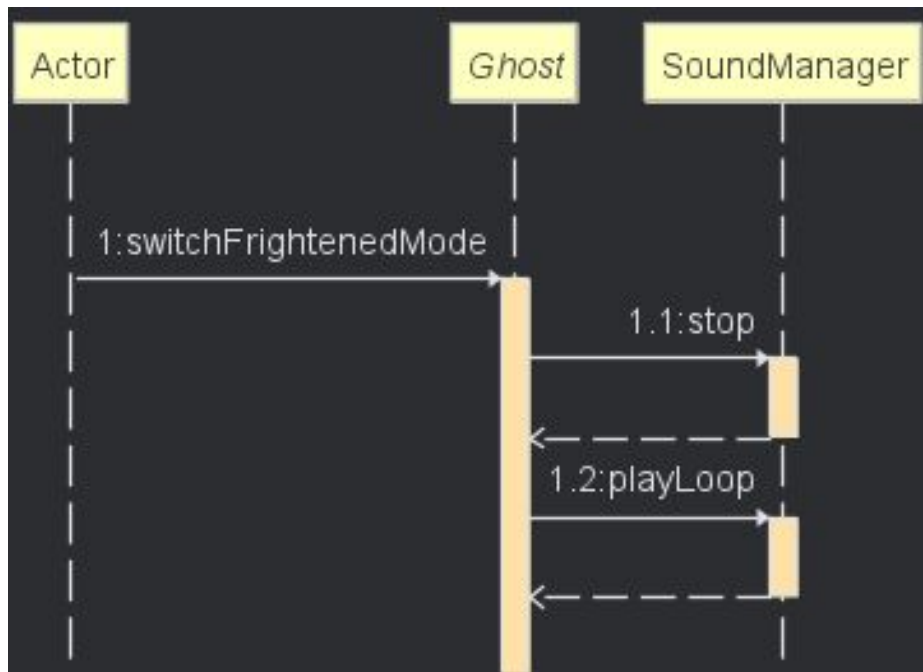 Actor
Ghost
SoundManager
1:switchFrightenedMode
1.1:stop
1.2:playLoop